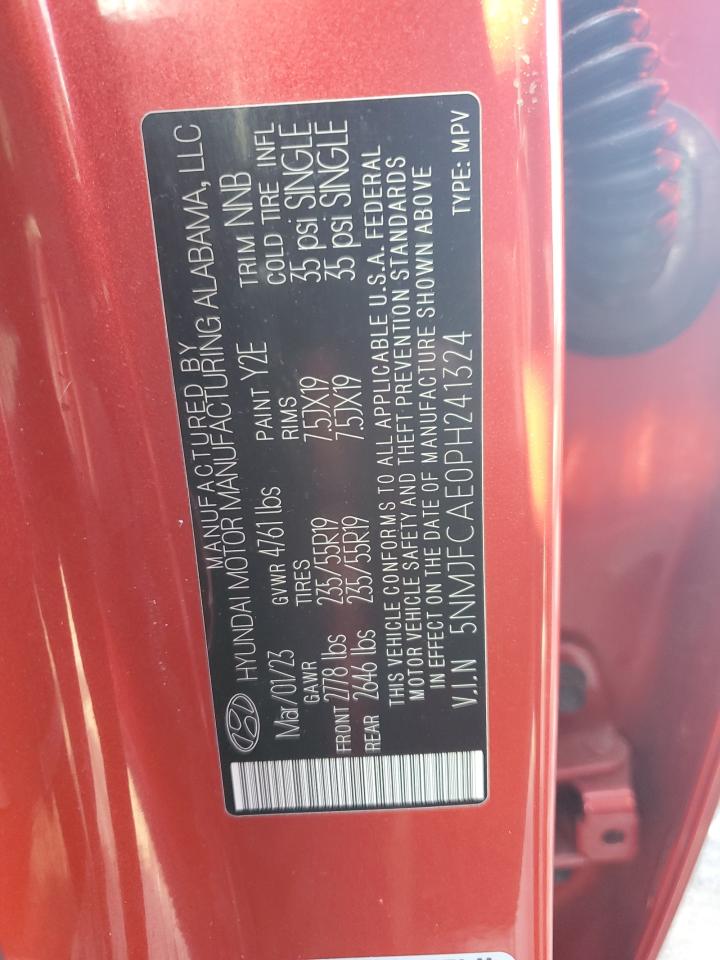 MANUFACTURED BY
HYUNDAI MOTOR MANUFACTURING ALABAMA, LLC
Mar/01/23 GVWR 4761 lbs PAINT Y2E TRIM NNB
GAWR TIRES RIMS COLD TIRE INFL
FRONT 2778 lbs 235/55R19 7.5JX19 35 psi SINGLE
REAR 2646 lbs 235/55R19 7.5JX19 35 psi SINGLE
THIS VEHICLE CONFORMS TO ALL APPLICABLE U.S.A. FEDERAL
MOTOR VEHICLE SAFETY AND THEFT PREVENTION STANDARDS
IN EFFECT ON THE DATE OF MANUFACTURE SHOWN ABOVE
V.I.N 5NMJFCAE0PH241324 TYPE: MPV